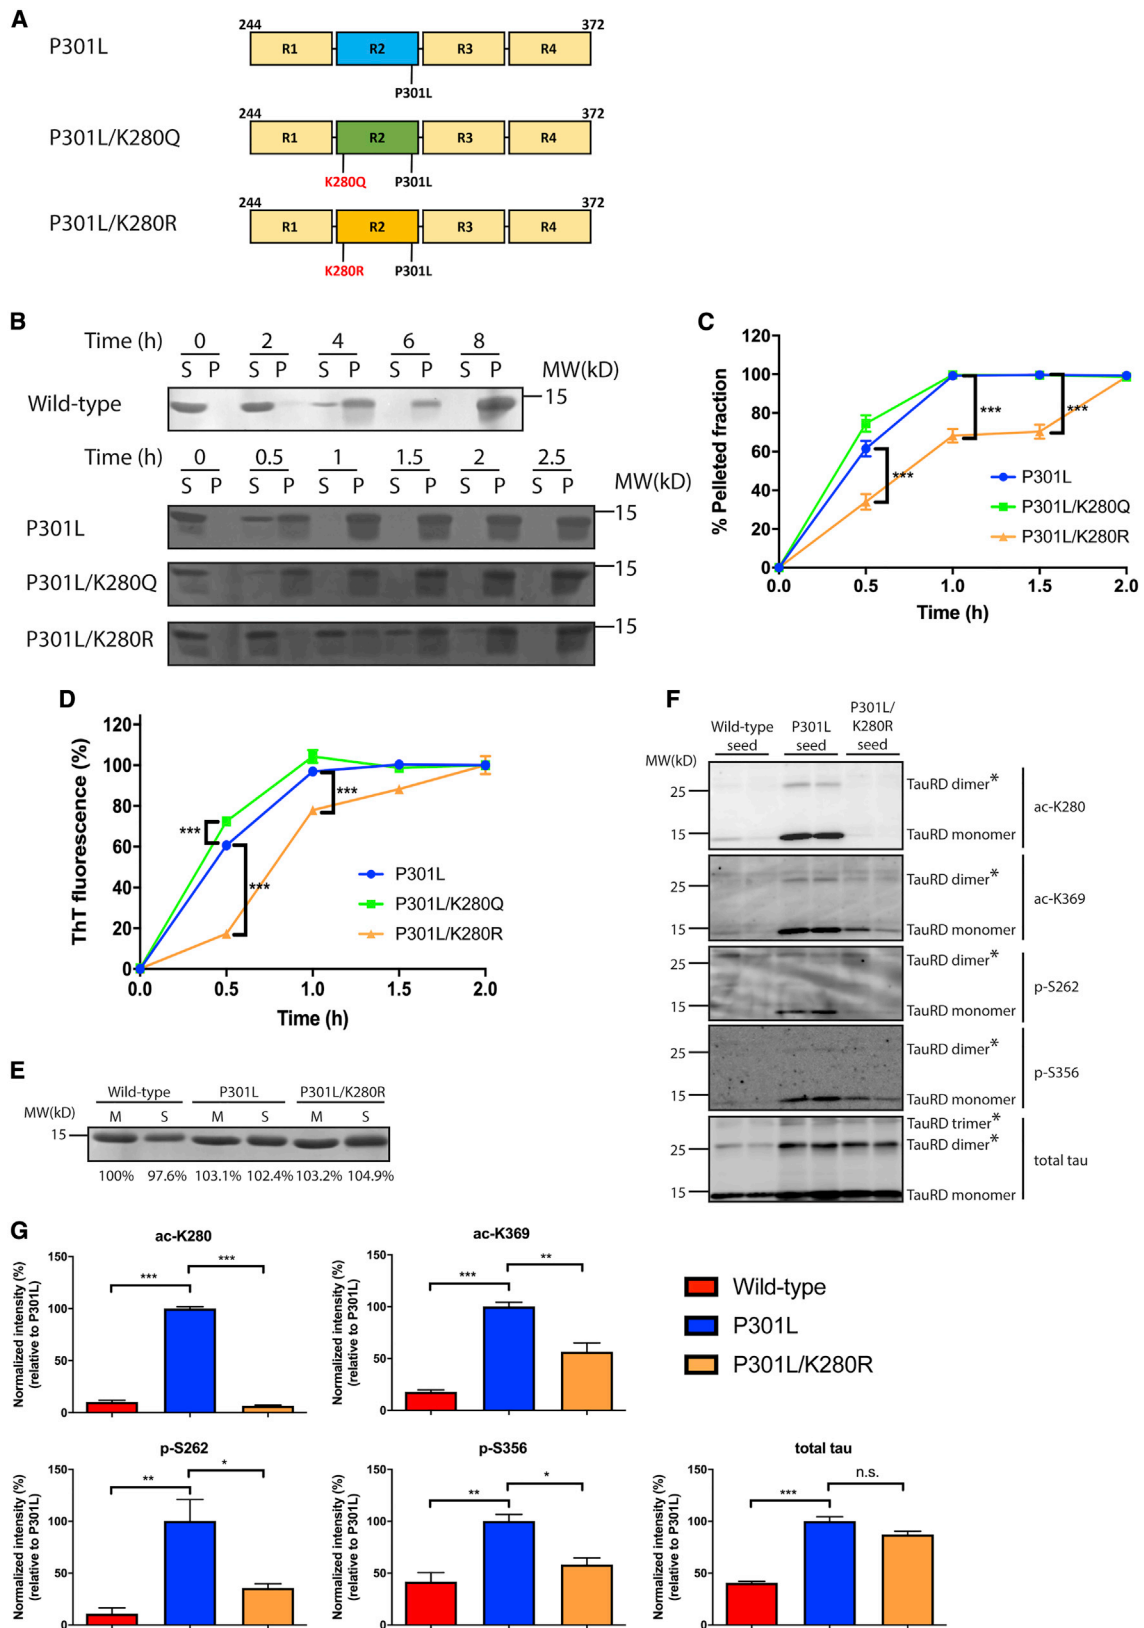 A
P301L
244
372
R1
R2
R3
R4
P301L
P301L/K280Q
244
372
R1
R2
R3
R4
K280Q
P301L
P301L/K280R
244
372
R1
R2
R3
R4
K280R
P301L
B
Time (h) 0 2 4 6 8
S P S P S P S P S P MW(kD)
Wild-type
15
Time (h) 0 0.5 1 1.5 2 2.5
S P S P S P S P S P S P MW(kD)
P301L
15
P301L/K280Q
15
P301L/K280R
15
C
% Pelleted fraction
120
100
80
60
40
20
0
***
***
***
P301L
P301L/K280Q
P301L/K280R
0.0 0.5 1.0 1.5 2.0
Time (h)
D
ThT fluorescence (%)
120
100
80
60
40
20
0
***
***
***
P301L
P301L/K280Q
P301L/K280R
0.0 0.5 1.0 1.5 2.0
Time (h)
E
Wild-type P301L P301L/K280R
MW(kD) M S M S M S
15
100% 97.6% 103.1% 102.4% 103.2% 104.9%
F
Wild-type seed
P301L seed
P301L/K280R seed
MW(kD)
25
TauRD dimer*
15
TauRD monomer
ac-K280
25
TauRD dimer*
15
TauRD monomer
ac-K369
25
TauRD dimer*
15
TauRD monomer
p-S262
25
TauRD dimer*
15
TauRD monomer
p-S356
TauRD trimer*
25
TauRD dimer*
15
TauRD monomer
total tau
G
ac-K280
Normalized intensity (%)
(relative to P301L)
150
100
50
0
***
***
ac-K369
Normalized intensity (%)
(relative to P301L)
150
100
50
0
***
**
Wild-type
P301L
P301L/K280R
p-S262
Normalized intensity (%)
(relative to P301L)
150
100
50
0
**
*
p-S356
Normalized intensity (%)
(relative to P301L)
150
100
50
0
**
*
total tau
Normalized intensity (%)
(relative to P301L)
150
100
50
0
***
n.s.